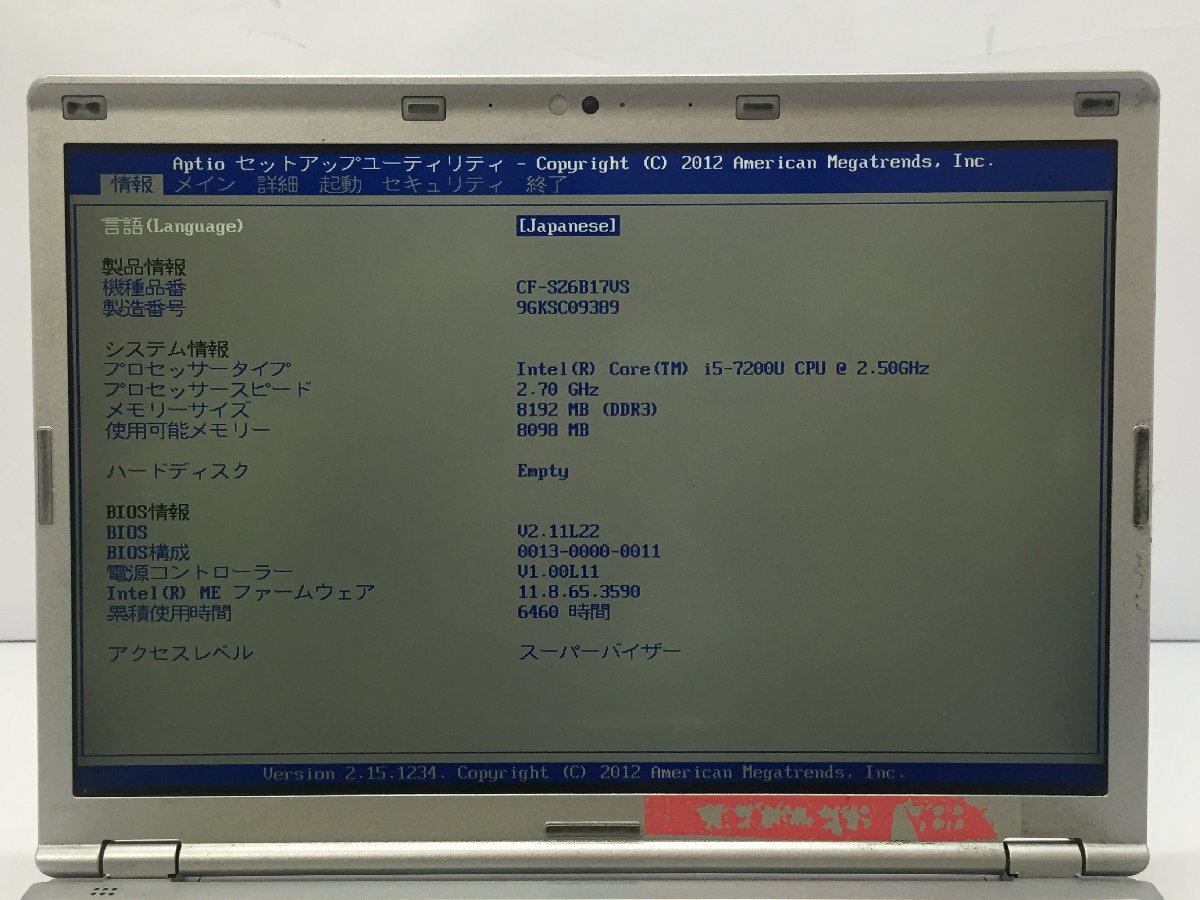 Aptio セットアップユーティリティ - Copyright (C) 2012 American Megatrends, Inc.
情報 メイン 詳細 起動 セキュリティ 終了
言語(Language) [Japanese]
製品情報
機種品番 CF-SZ6B17VS
製造番号 9GKSC09389
システム情報
プロセッサータイプ Intel(R) Core(TM) i5-7200U CPU @ 2.50GHz
プロセッサースピード 2.70 GHz
メモリーサイズ 8192 MB (DDR3)
使用可能メモリー 8098 MB
ハードディスク Empty
BIOS情報
BIOS V2.11L22
BIOS構成 0013-0000-0011
電源コントローラー V1.00L11
Intel(R) ME ファームウェア 11.8.65.3590
累積使用時間 6460 時間
アクセスレベル スーパーバイザー
Version 2.15.1234. Copyright (C) 2012 American Megatrends, Inc.